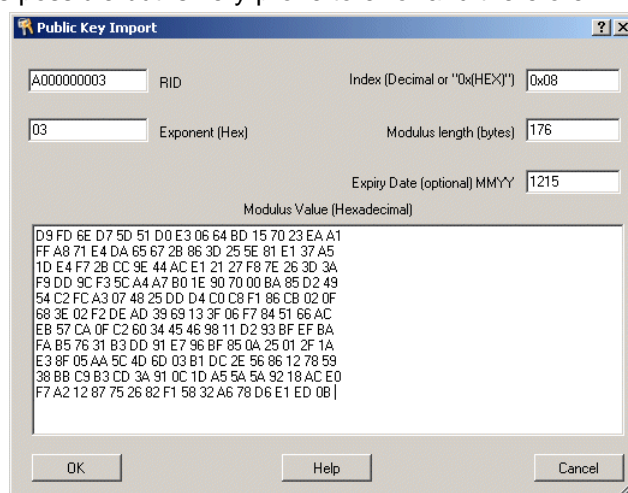 Public Key Import
A000000003 RID Index (Decimal or "0x(HEX)") 0x08
03 Exponent (Hex) Modulus length (bytes) 176
Expiry Date (optional) MMYY 1215
Modulus Value (Hexadecimal)
D9 FD 6E D7 5D 51 D0 E3 06 64 BD 15 70 23 EA A1
FF A8 71 E4 DA 65 67 2B 86 3D 25 5E 81 E1 37 A5
1D E4 F7 2B CC 9E 44 AC E1 21 27 F8 7E 26 3D 3A
F9 DD 9C F3 5C A4 A7 B0 1E 90 70 00 BA 85 D2 49
54 C2 FC A3 07 48 25 DD D4 C0 C8 F1 86 CB 02 0F
68 3E 02 F2 DE AD 39 69 13 3F 06 F7 84 51 66 AC
EB 57 CA 0F C2 60 34 45 46 98 11 D2 93 BF EF BA
FA B5 76 31 B3 DD 91 E7 96 BF 85 0A 25 01 2F 1A
E3 8F 05 AA 5C 4D 6D 03 B1 DC 2E 56 86 12 78 59
38 BB C9 B3 CD 3A 91 0C 1D A5 5A 5A 92 18 AC E0
F7 A2 12 87 75 26 82 F1 58 32 A6 78 D6 E1 ED 0B
OK Help Cancel